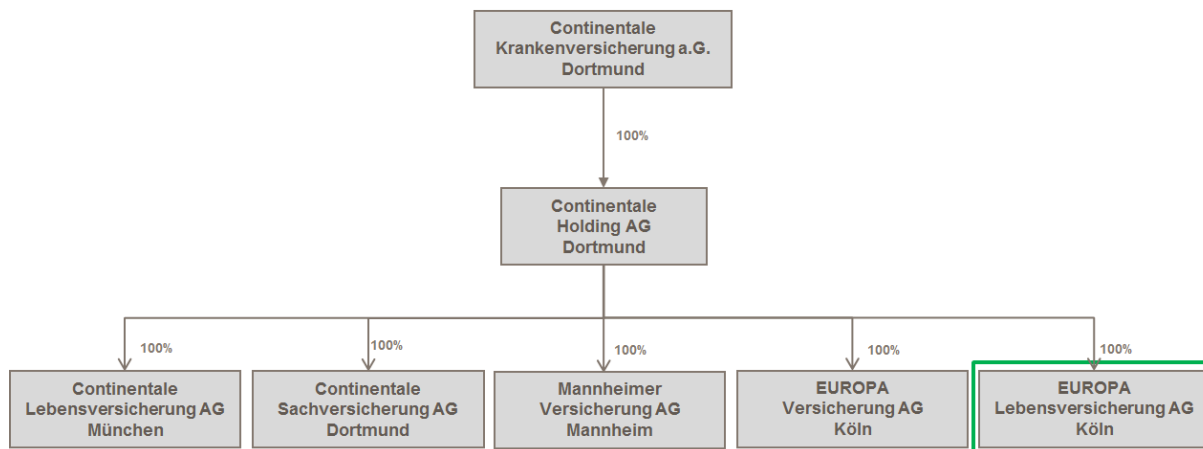 Continentale
Krankenversicherung a.G.
Dortmund
100%
Continentale
Holding AG
Dortmund
100%
100%
100%
100%
100%
Continentale
Lebensversicherung AG
München
Continentale
Sachversicherung AG
Dortmund
Mannheimer
Versicherung AG
Mannheim
EUROPA
Versicherung AG
Köln
EUROPA
Lebensversicherung AG
Köln